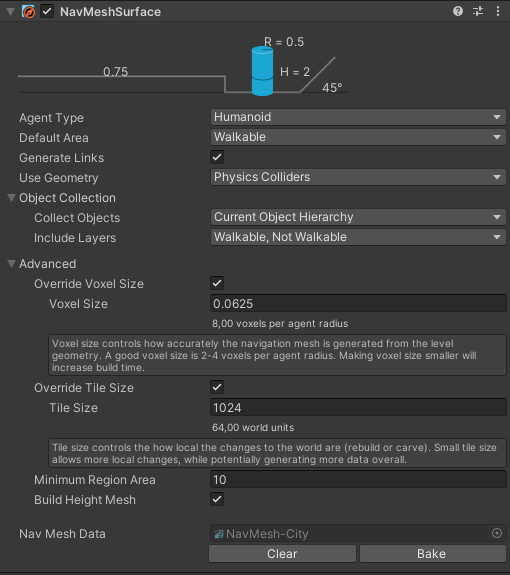 NavMeshSurface
R = 0.5
0.75
H = 2
45°
Agent Type Humanoid
Default Area Walkable
Generate Links
Use Geometry Physics Colliders
Object Collection
Collect Objects Current Object Hierarchy
Include Layers Walkable, Not Walkable
Advanced
Override Voxel Size
Voxel Size 0.0625
8,00 voxels per agent radius
Voxel size controls how accurately the navigation mesh is generated from the level
geometry. A good voxel size is 2-4 voxels per agent radius. Making voxel size smaller will
increase build time.
Override Tile Size
Tile Size 1024
64,00 world units
Tile size controls the how local the changes to the world are (rebuild or carve). Small tile size
allows more local changes, while potentially generating more data overall.
Minimum Region Area 10
Build Height Mesh
Nav Mesh Data NavMesh-City
Clear Bake